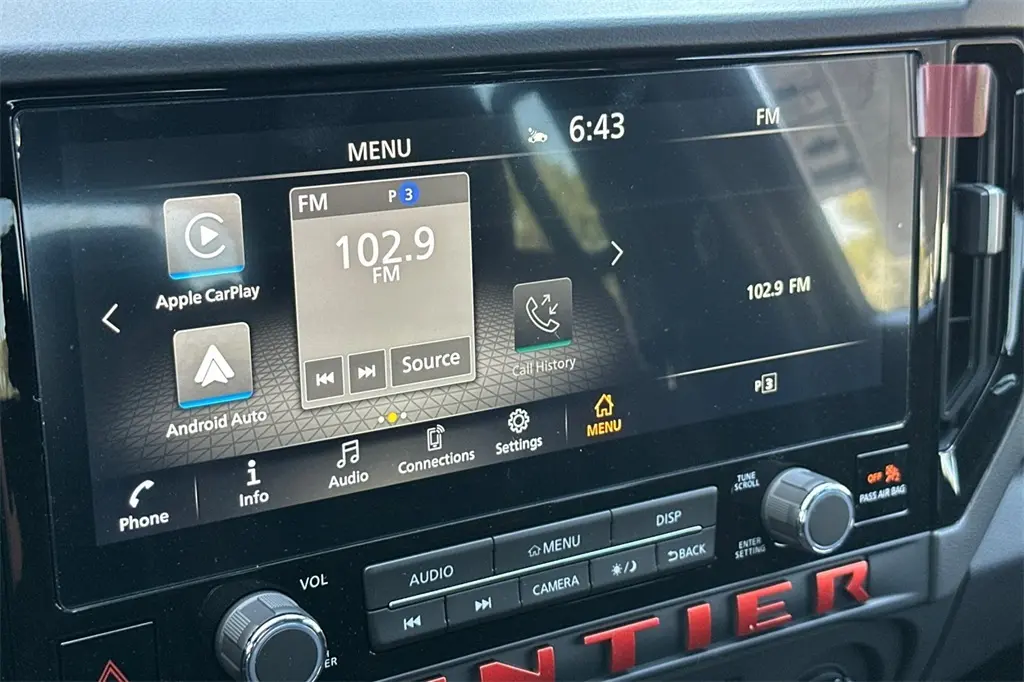 MENU
6:43
FM
FM
P 3
102.9
FM
Apple CarPlay
Source
102.9 FM
Android Auto
Call History
P3
Phone
Info
Audio
Connections
Settings
MENU
VOL
AUDIO
MENU
DISP
CAMERA
BACK
TUNE
SCROLL
ENTER
SETTING
OFF
PASS AIR BAG
NTIER